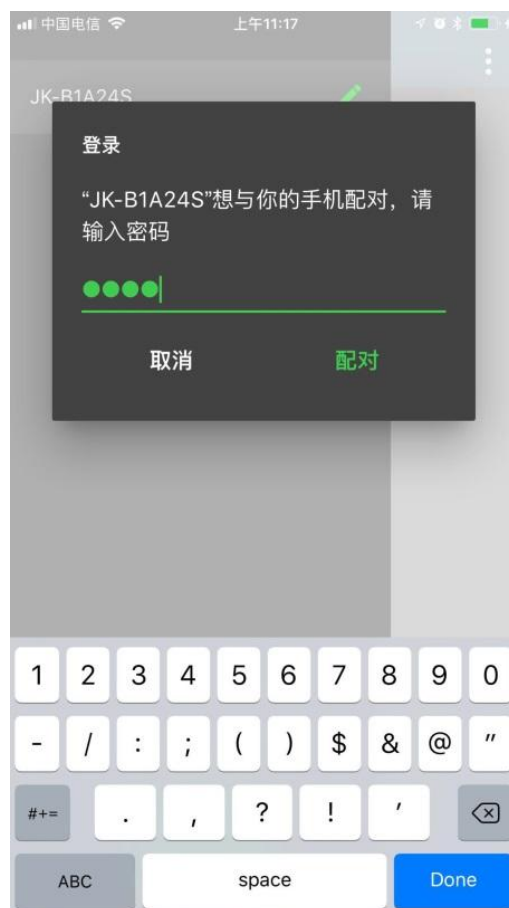 中国电信
上午11:17
JK-B1A24S
登录
“JK-B1A24S”想与你的手机配对，请
输入密码
取消 配对
1 2 3 4 5 6 7 8 9 0
- / : ; ( ) $ & @ "
#+= . , ? ! '
ABC space Done